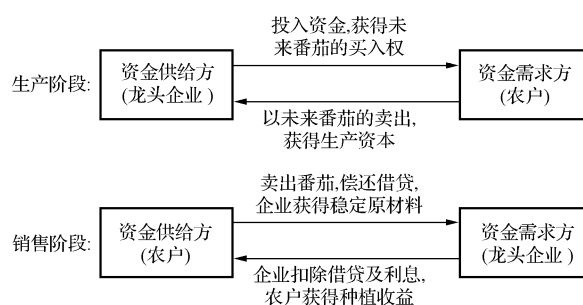 投入资金,获得未
来番茄的买入权
生产阶段:
资金供给方
(龙头企业)
资金需求方
(农户)
以未来番茄的卖出,
获得生产资本
卖出番茄,偿还借贷,
企业获得稳定原材料
销售阶段:
资金供给方
(农户)
资金需求方
(龙头企业)
企业扣除借贷及利息,
农户获得种植收益